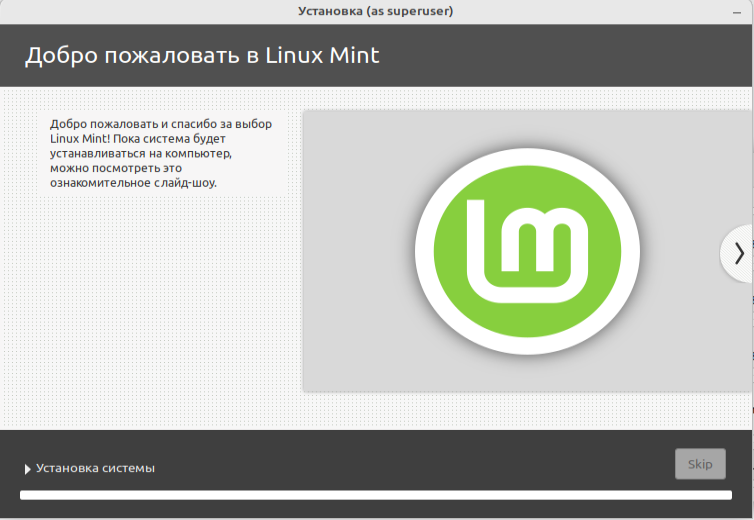 Установка (as superuser)
Добро пожаловать в Linux Mint
Добро пожаловать и спасибо за выбор
Linux Mint! Пока система будет
устанавливаться на компьютер,
можно посмотреть это
ознакомительное слайд-шоу.
lm
Установка системы
Skip